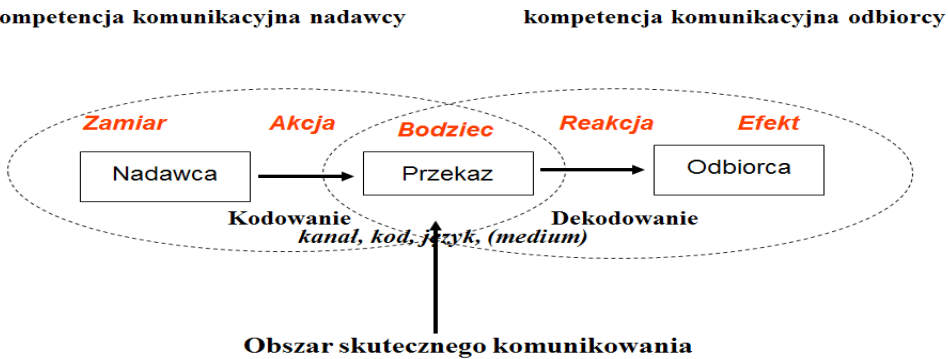 ompetencja komunikacyjna nadawcy
kompetencja komunikacyjna odbiorcy
Zamiar
Akcja
Bodziec
Reakcja
Efekt
Nadawca
Przekaz
Odbiorca
Kodowanie
Dekodowanie
kanał, kod, język, (medium)
Obszar skutecznego komunikowania